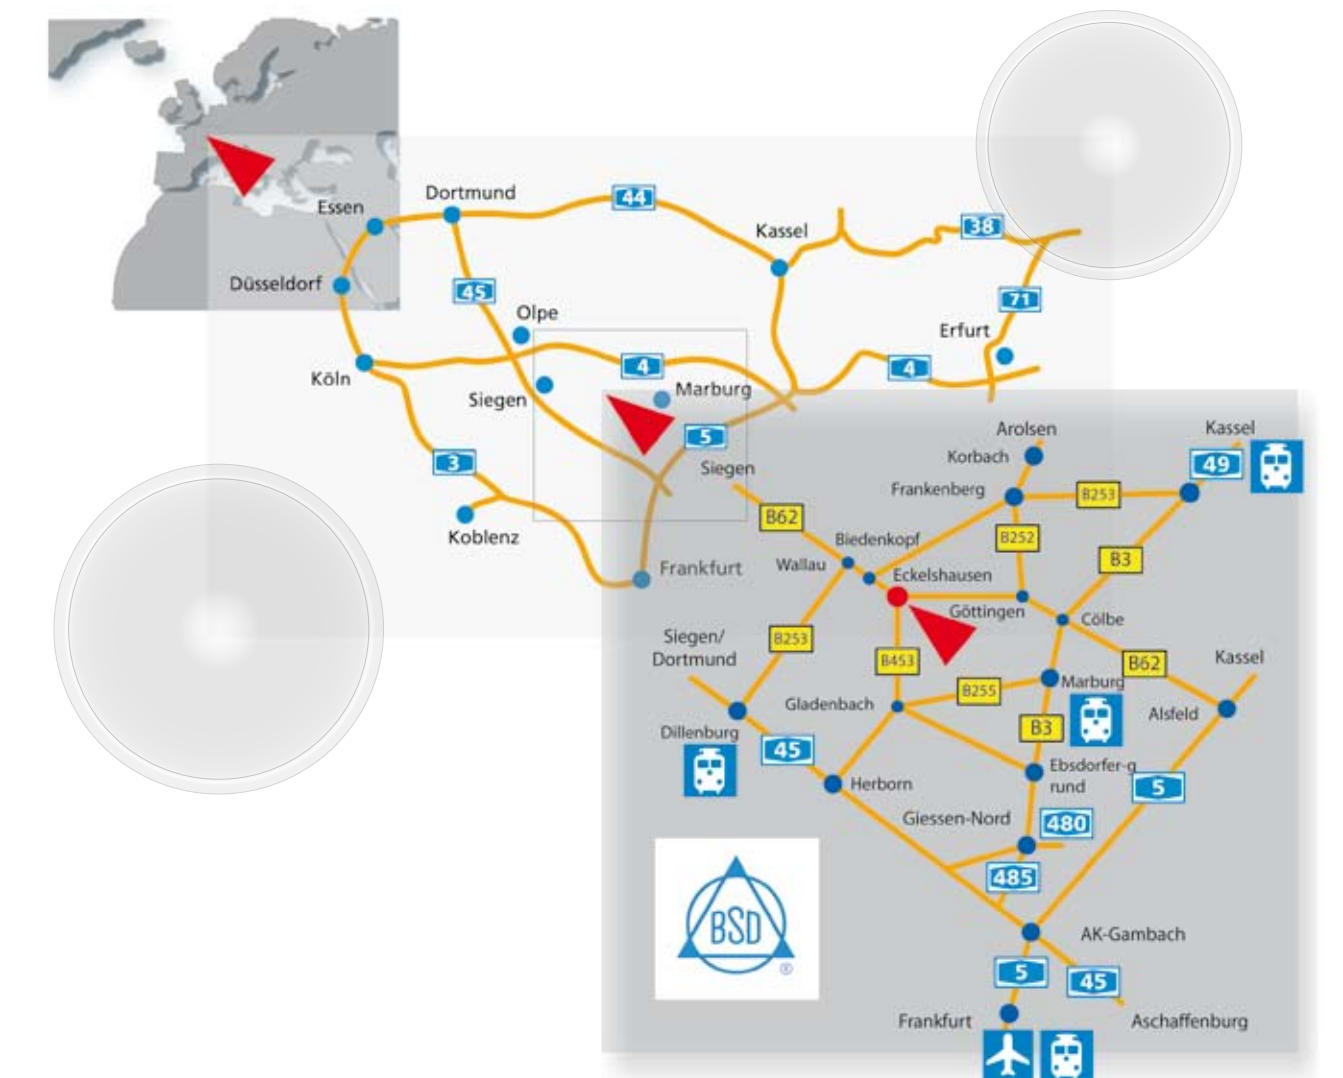 Dortmund
44
Essen
Kassel
38
Düsseldorf
45
71
Olpe
Erfurt
Köln
4
4
Siegen
Marburg
5
3
Koblenz
Frankfurt
Arolsen
Kassel
Korbach
49
Siegen
Frankenberg
B253
B62
Biedenkopf
B252
B3
Wallau
Eckelshausen
Göttingen
Cölbe
Siegen/
Dortmund
B253
B453
B62
Kassel
B255
Marburg
Gladenbach
Alsfeld
Dillenburg
B3
45
Ebsdorfer-g
rund
Herborn
5
Giessen-Nord
480
485
BSD
®
AK-Gambach
5
45
Frankfurt
Aschaffenburg